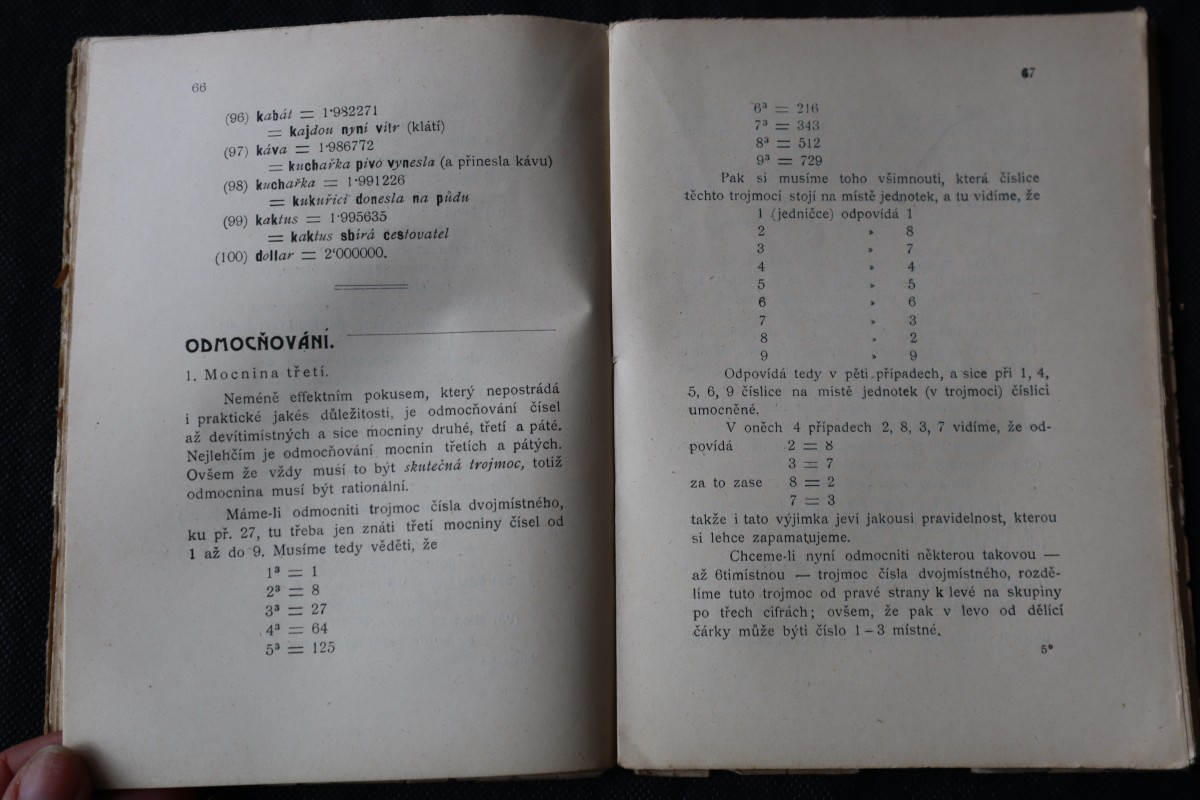 66
(96) kabát = 1·982271
= kajdou nyní vítr (klátí)
(97) káva = 1·986772
= kuchařka pivo vynesla (a přinesla kávu)
(98) kuchařka = 1·991226
= kukuřici donesla na půdu
(99) kaktus = 1·995635
= kaktus sbírá cestovatel
(100) dollar = 2·000000.
ODMOCŇOVÁNÍ.
1. Mocnina třetí.
Neméně effektním pokusem, který nepostrádá
i praktické jakés důležitosti, je odmocňování čísel
až devítimístných a sice mocniny druhé, třetí a páté.
Nejlehčím je odmocňování mocnin třetích a pátých.
Ovšem že vždy musí to být skutečná trojmoc, totiž
odmocnina musí být rationální.
Máme-li odmocniti trojmoc čísla dvojmístného,
ku př. 27, tu třeba jen znáti třetí mocniny čísel od
1 až do 9. Musíme tedy věděti, že
1³ = 1
2³ = 8
3³ = 27
4³ = 64
5³ = 125
67
6³ = 216
7³ = 343
8³ = 512
9³ = 729
Pak si musíme toho všimnouti, která číslice
těchto trojmocí stojí na místě jednotek, a tu vidíme, že
1 (jedničce) odpovídá 1
2 » 8
3 » 7
4 » 4
5 » 5
6 » 6
7 » 3
8 » 2
9 » 9
Odpovídá tedy v pěti případech, a sice při 1, 4,
5, 6, 9 číslice na místě jednotek (v trojmoci) číslici
umocněné.
V oněch 4 případech 2, 8, 3, 7 vidíme, že od-
povídá 2 = 8
3 = 7
za to zase 8 = 2
7 = 3
takže i tato výjimka jeví jakousi pravidelnost, kterou
si lehce zapamatujeme.
Chceme-li nyní odmocniti některou takovou —
až 6timístnou — trojmoc čísla dvojmístného, rozdě-
líme tuto trojmoc od pravé strany k levé na skupiny
po třech cifrách; ovšem, že pak v levo od dělící
čárky může býti číslo 1–3 místné.
5*